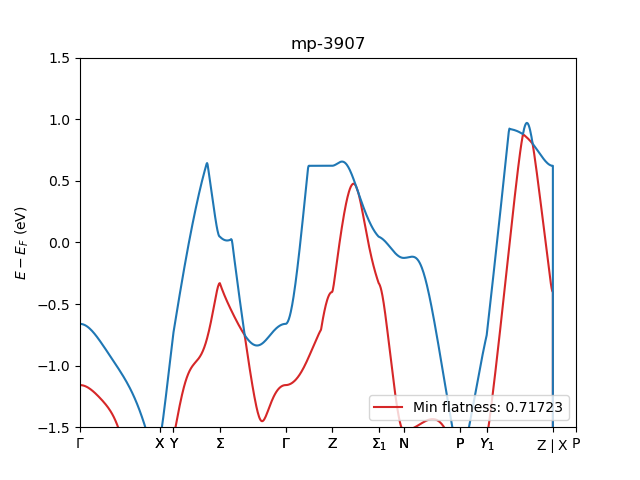 mp-3907
1.5
1.0
0.5
0.0
−0.5
−1.0
−1.5
E − E_F (eV)
Min flatness: 0.71723
Γ X Y Σ Γ Z Σ₁ N P Y₁ Z | X P